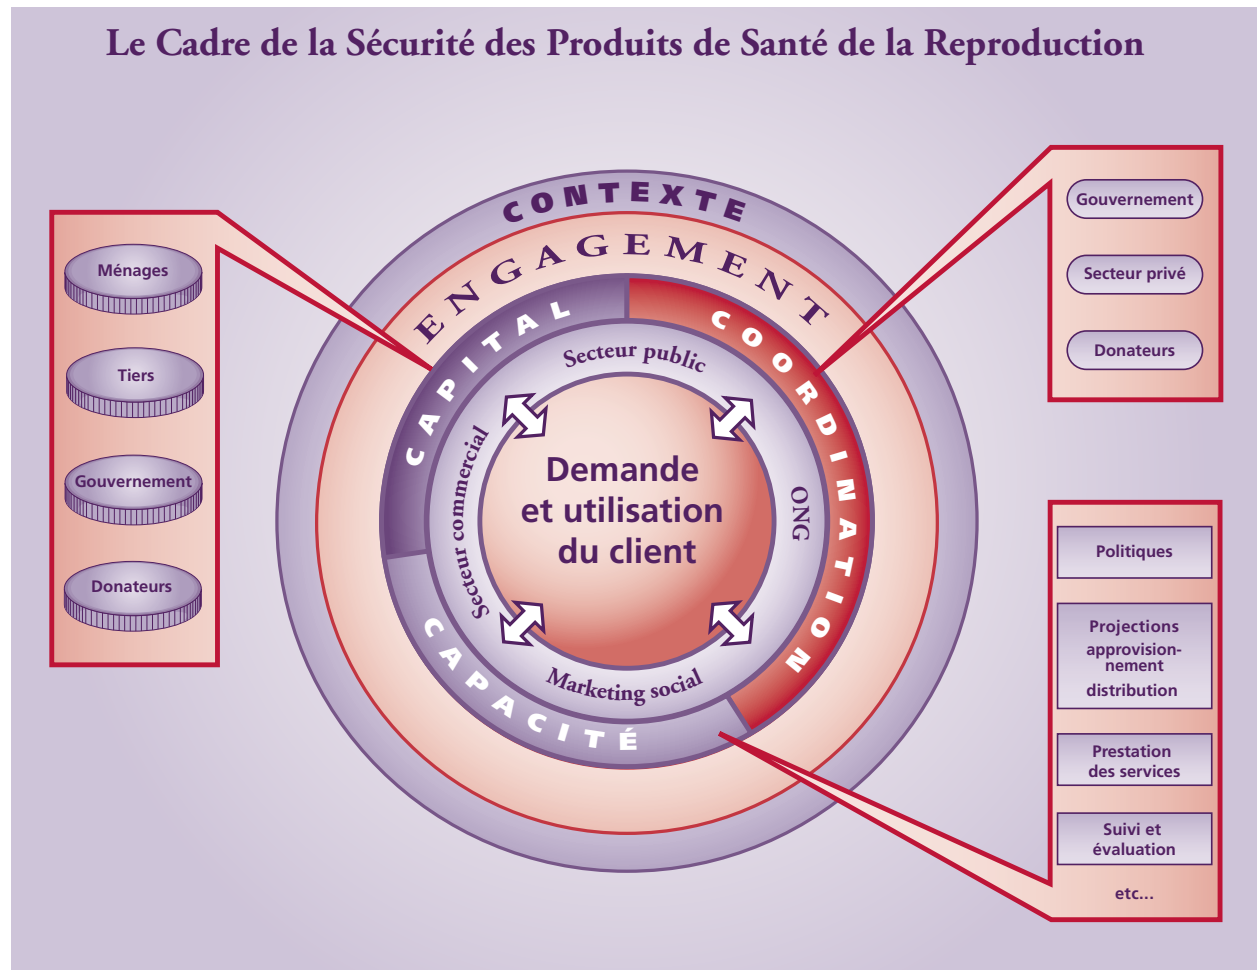 Le Cadre de la Sécurité des Produits de Santé de la Reproduction
CONTEXTE
ENGAGEMENT
CAPITAL
COORDINATION
CAPACITÉ
Secteur public
ONG
Marketing social
Secteur commercial
Demande
et utilisation
du client
Ménages
Tiers
Gouvernement
Donateurs
Gouvernement
Secteur privé
Donateurs
Politiques
Projections
approvision-
nement
distribution
Prestation
des services
Suivi et
évaluation
etc...